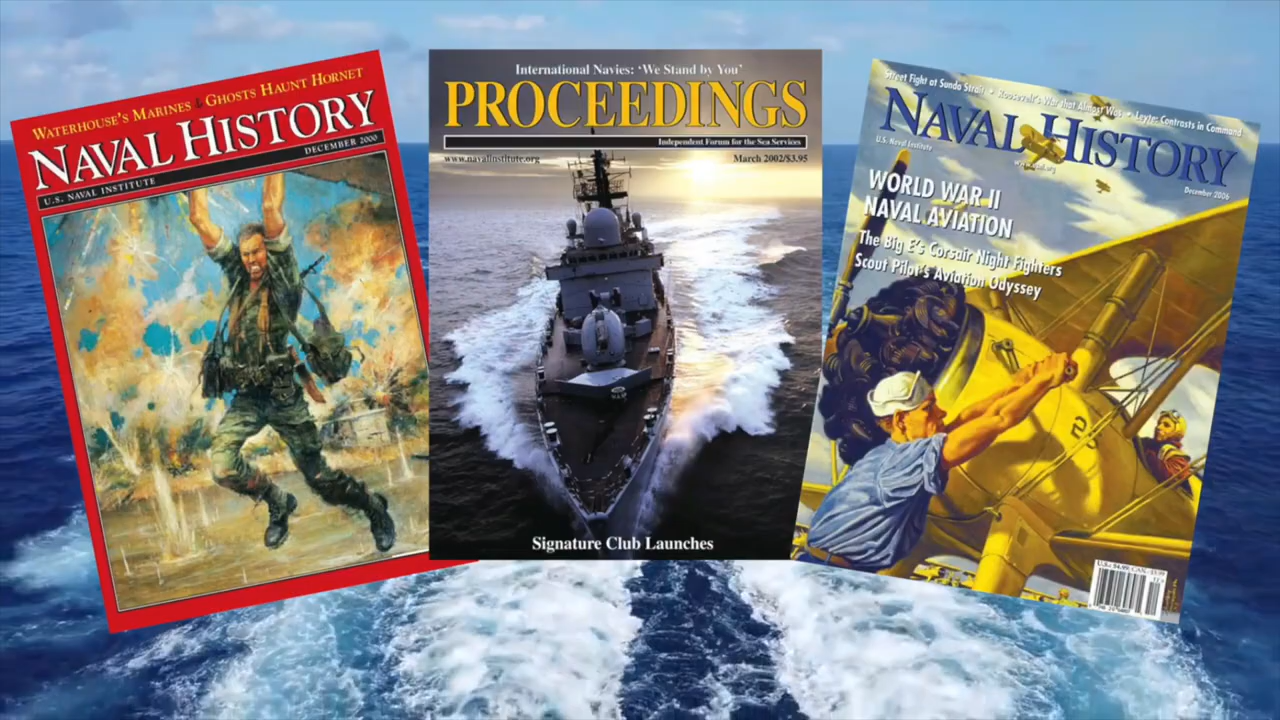 WATERHOUSE'S MARINES & GHOSTS HAUNT HORNET
NAVAL HISTORY
U.S. NAVAL INSTITUTE
DECEMBER 2000
International Navies: 'We Stand by You'
PROCEEDINGS
Independent Forum for the Sea Services
www.navalinstitute.org
March 2002/$3.95
Signature Club Launches
Street Fight at Sunda Strait • Roosevelt's War that Almost Was • Leyte: Contrasts in Command
NAVAL HISTORY
U.S. Naval Institute
December 2006
WORLD WAR II
NAVAL AVIATION
The Big E's Corsair Night Fighters
Scout Pilot's Aviation Odyssey
2